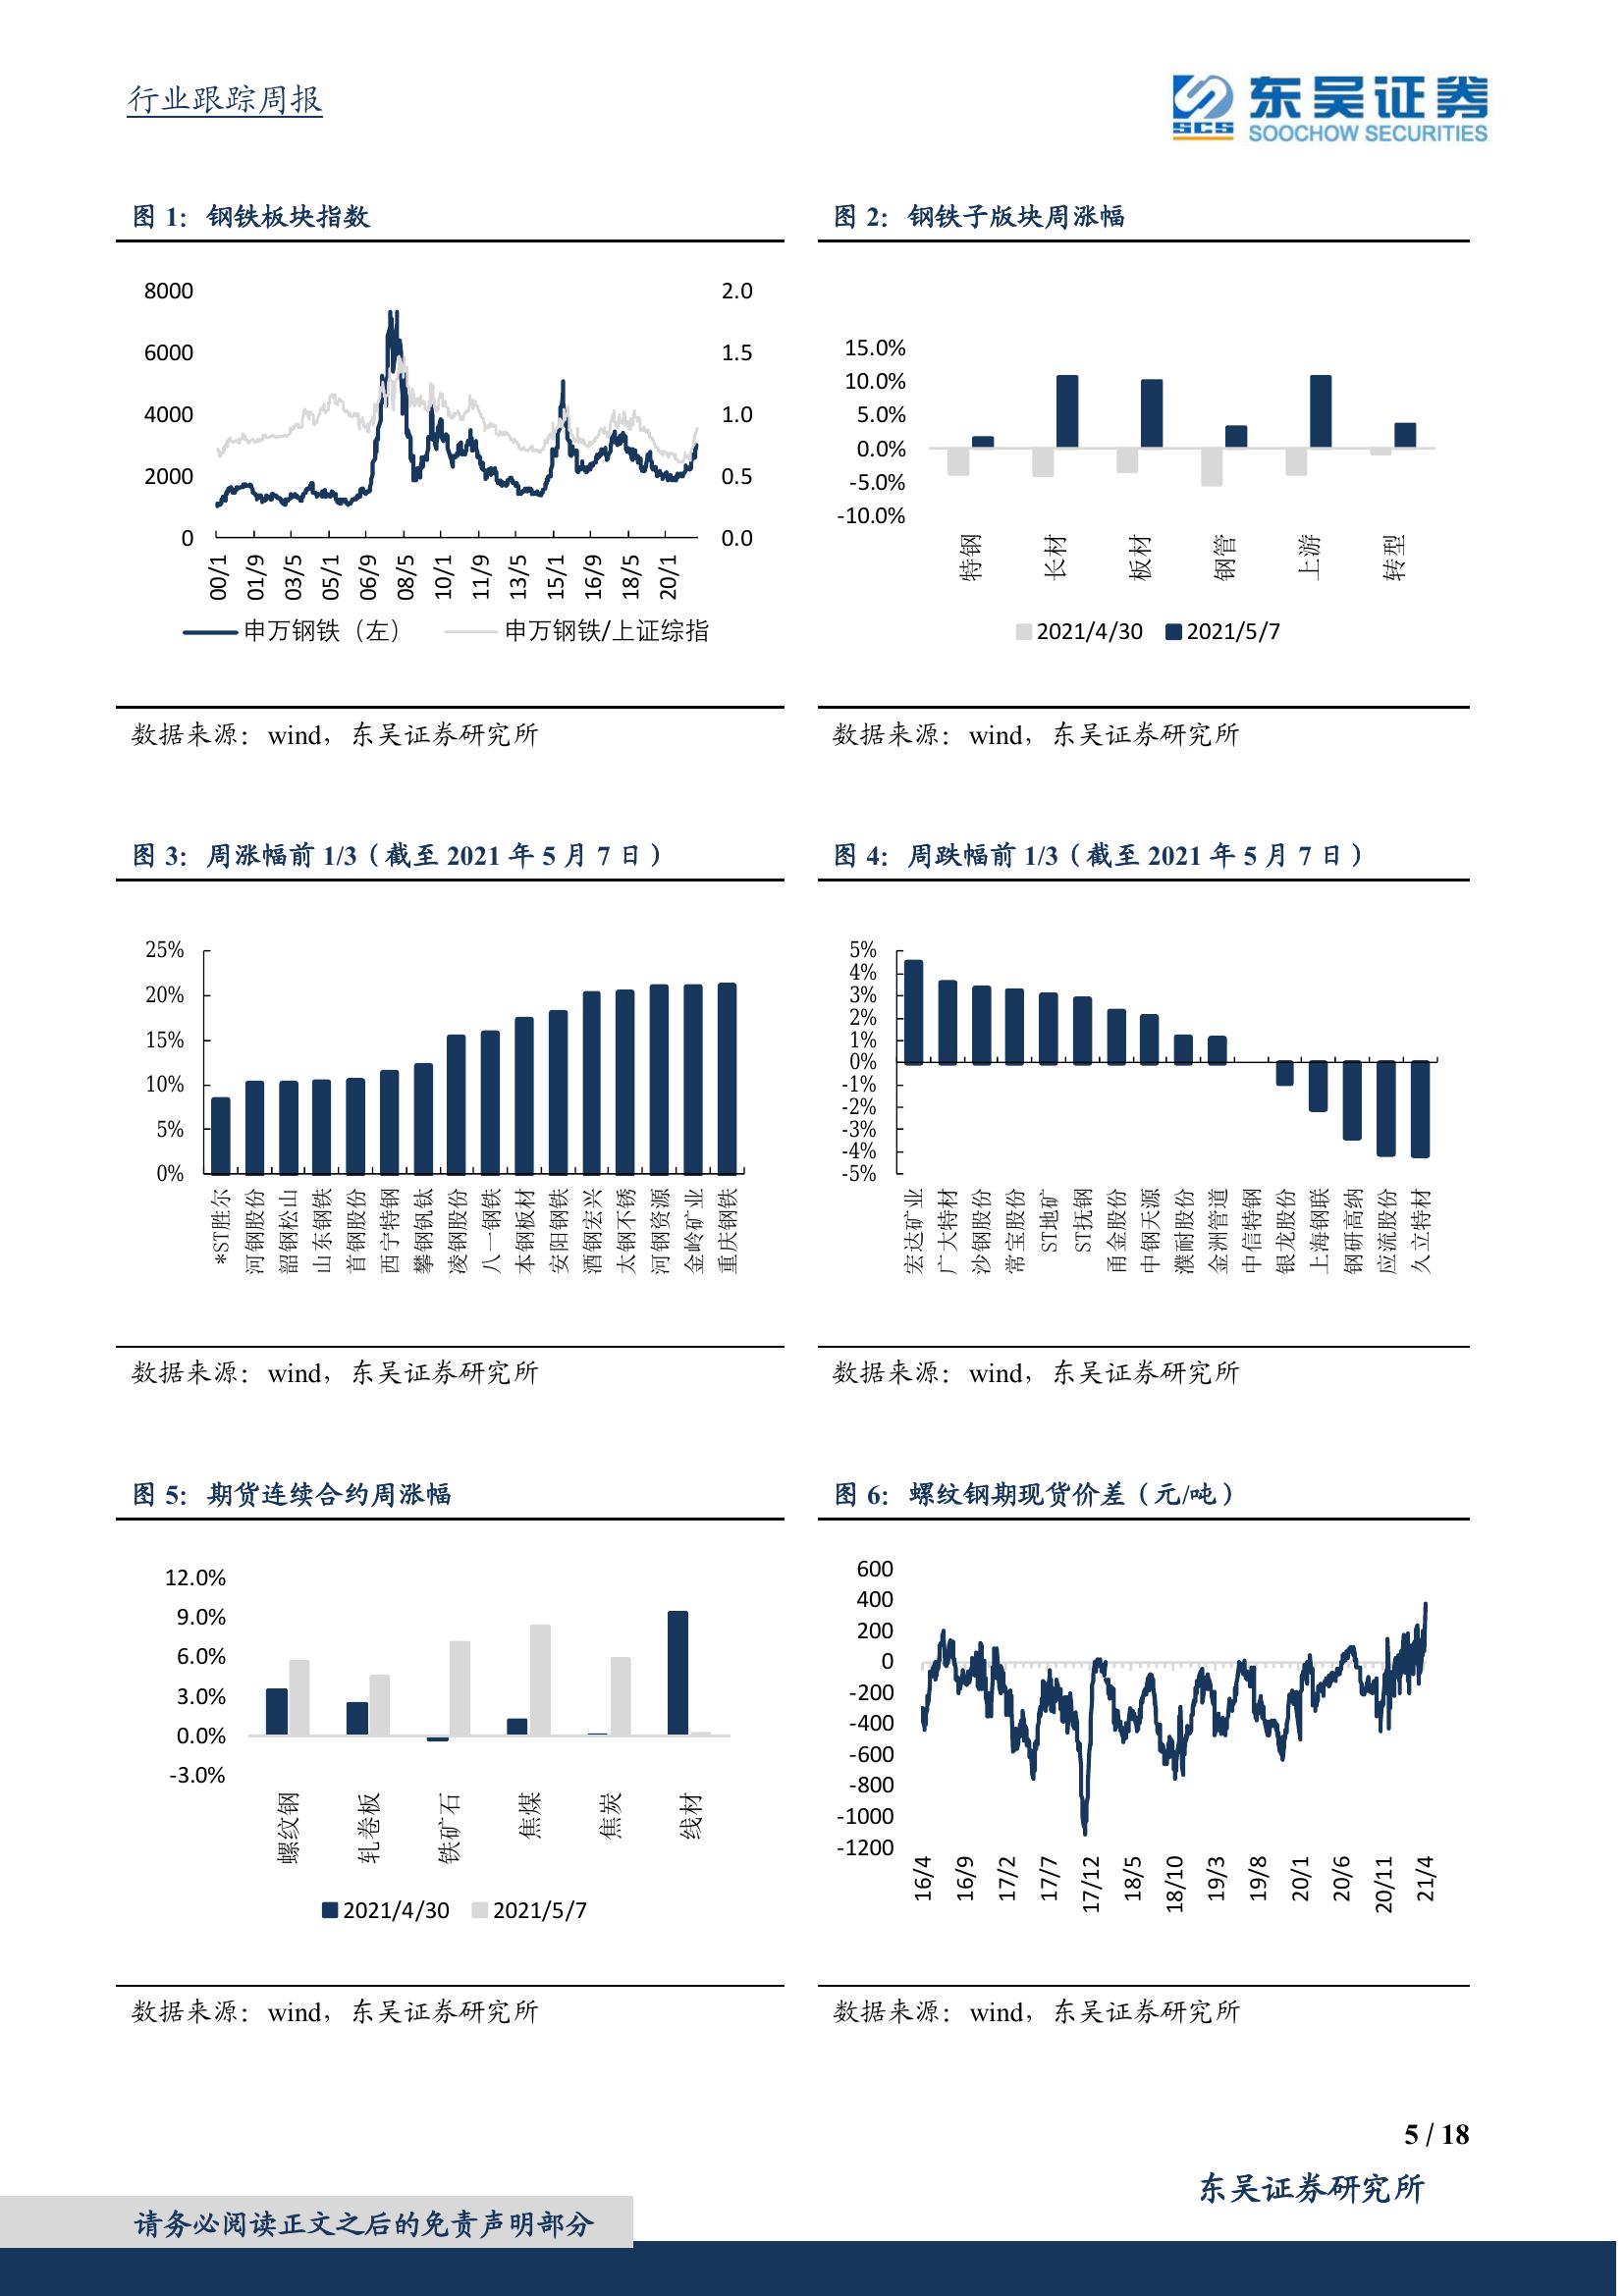 行业跟踪周报
东吴证券
SCS
SOOCHOW SECURITIES
图 1：钢铁板块指数
8000
6000
4000
2000
0
2.0
1.5
1.0
0.5
0.0
00/1
01/9
03/5
05/1
06/9
08/5
10/1
11/9
13/5
15/1
16/9
18/5
20/1
申万钢铁（左）
申万钢铁/上证综指
数据来源：wind，东吴证券研究所
图 2：钢铁子版块周涨幅
15.0%
10.0%
5.0%
0.0%
-5.0%
-10.0%
特钢
长材
板材
钢管
上游
转型
2021/4/30
2021/5/7
数据来源：wind，东吴证券研究所
图 3：周涨幅前 1/3（截至 2021 年 5 月 7 日）
25%
20%
15%
10%
5%
0%
*ST胜尔
河钢股份
韶钢松山
山东钢铁
首钢股份
西宁特钢
攀钢钒钛
凌钢股份
八一钢铁
本钢板材
安阳钢铁
酒钢宏兴
太钢不锈
河钢资源
金岭矿业
重庆钢铁
数据来源：wind，东吴证券研究所
图 4：周跌幅前 1/3（截至 2021 年 5 月 7 日）
5%
4%
3%
2%
1%
0%
-1%
-2%
-3%
-4%
-5%
宏达矿业
广大特材
沙钢股份
常宝股份
ST地矿
ST抚钢
甬金股份
中钢天源
濮耐股份
金洲管道
中信特钢
银龙股份
上海钢联
钢研高纳
应流股份
久立特材
数据来源：wind，东吴证券研究所
图 5：期货连续合约周涨幅
12.0%
9.0%
6.0%
3.0%
0.0%
-3.0%
螺纹钢
轧卷板
铁矿石
焦煤
焦炭
线材
2021/4/30
2021/5/7
数据来源：wind，东吴证券研究所
图 6：螺纹钢期现货价差（元/吨）
600
400
200
0
-200
-400
-600
-800
-1000
-1200
16/4
16/9
17/2
17/7
17/12
18/5
18/10
19/3
19/8
20/1
20/6
20/11
21/4
数据来源：wind，东吴证券研究所
5 / 18
东吴证券研究所
请务必阅读正文之后的免责声明部分